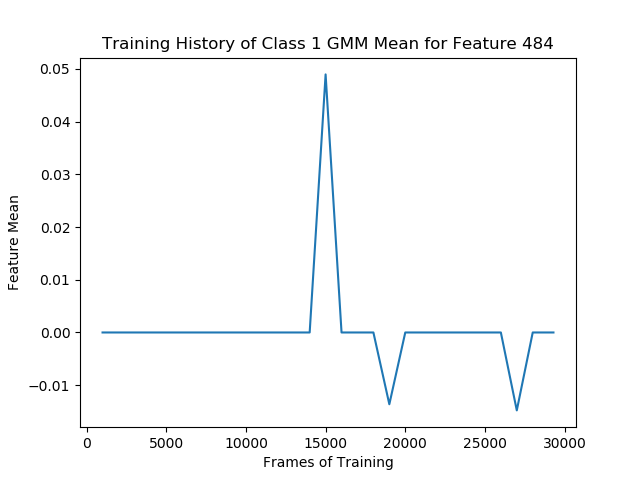 Training History of Class 1 GMM Mean for Feature 484
0.05
0.04
0.03
0.02
0.01
0.00
−0.01
Feature Mean
0 5000 10000 15000 20000 25000 30000
Frames of Training